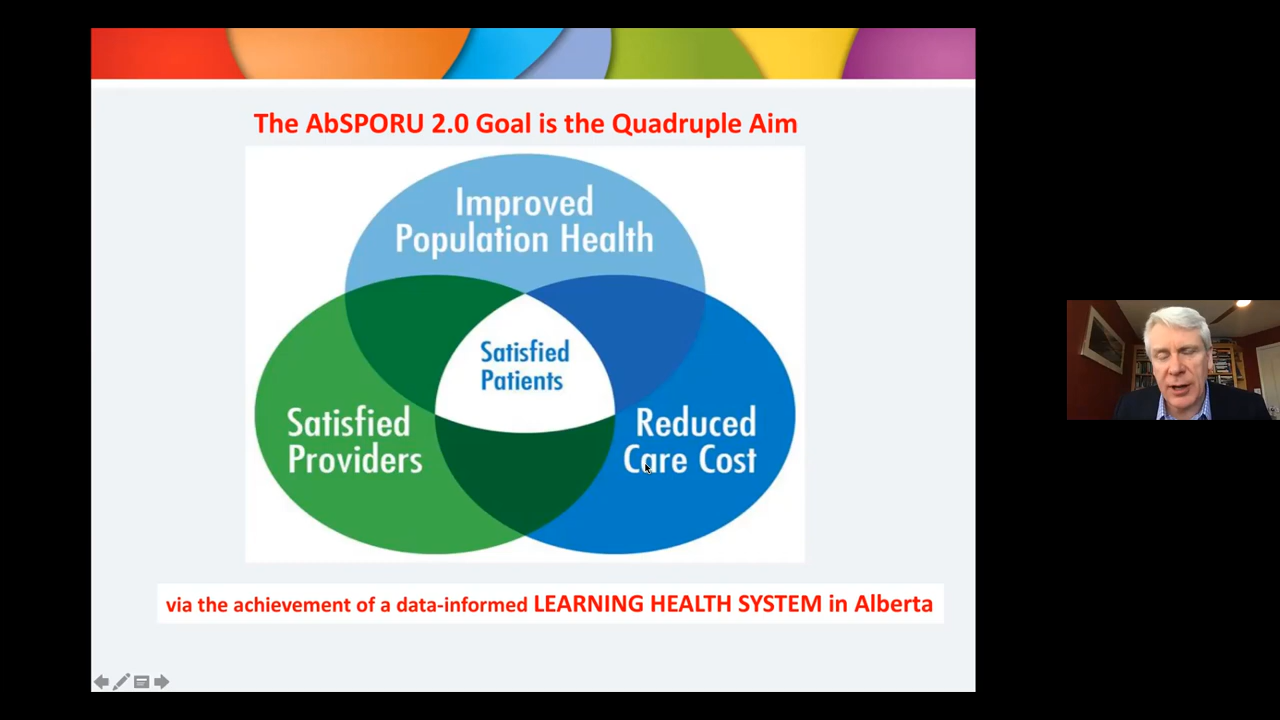 The AbSPORU 2.0 Goal is the Quadruple Aim
Improved
Population Health
Satisfied
Patients
Satisfied
Providers
Reduced
Care Cost
via the achievement of a data-informed LEARNING HEALTH SYSTEM in Alberta